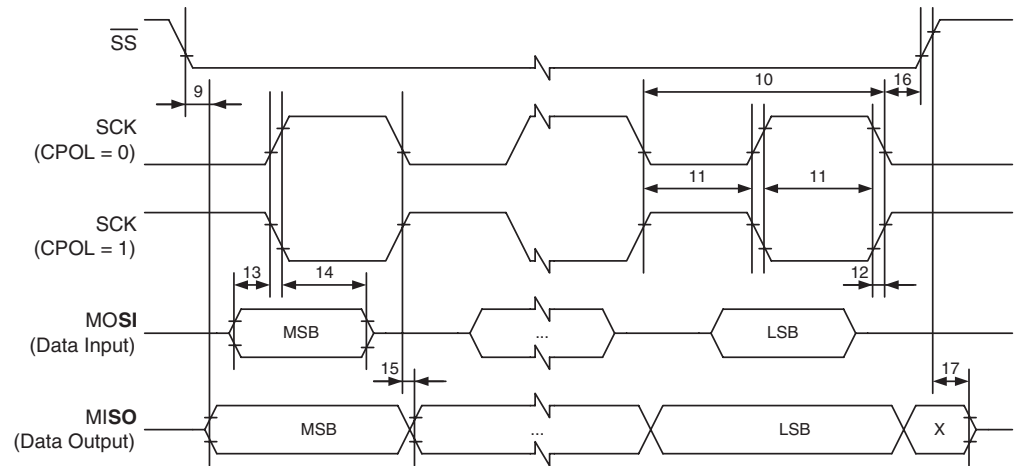 SS
9
10
16
SCK
(CPOL = 0)
11
11
SCK
(CPOL = 1)
13
14
12
MOSI
(Data Input)
MSB
...
LSB
15
17
MISO
(Data Output)
MSB
...
LSB
X